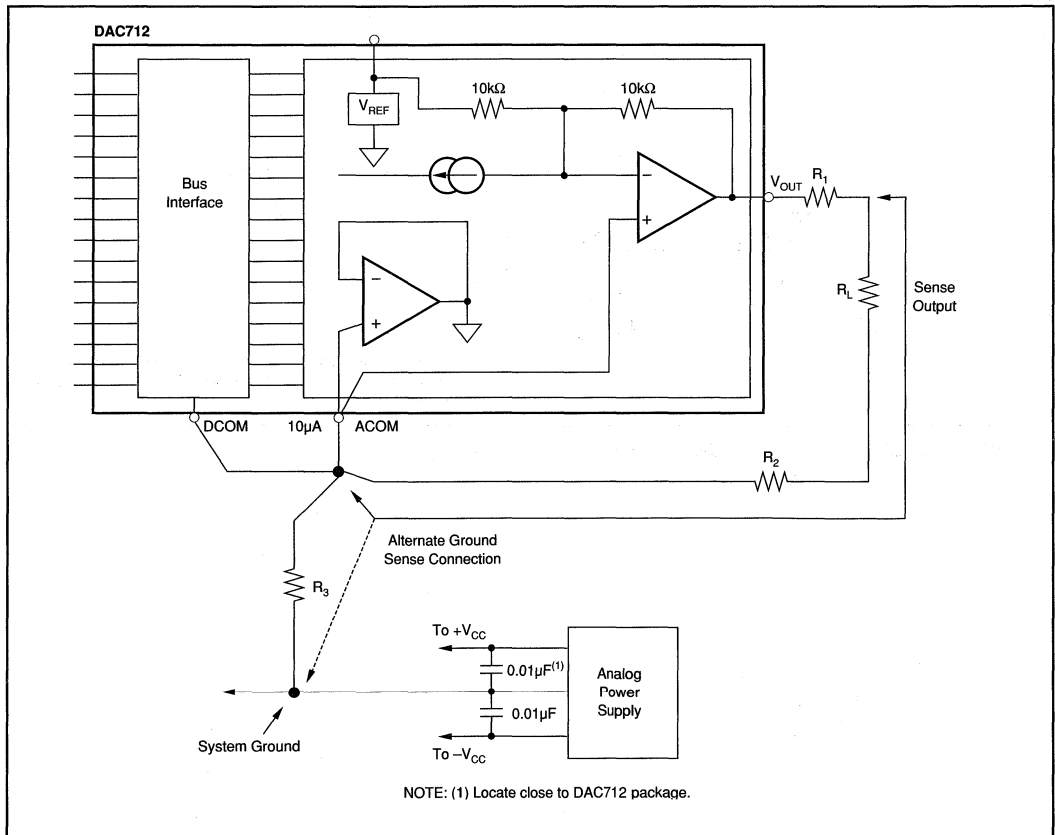 DAC712
10kΩ
10kΩ
V_REF
Bus
Interface
V_OUT
R_1
R_L
Sense
Output
DCOM
10µA
ACOM
R_2
Alternate Ground
Sense Connection
R_3
To +V_CC
0.01µF(1)
Analog
Power
Supply
0.01µF
System Ground
To –V_CC
NOTE: (1) Locate close to DAC712 package.